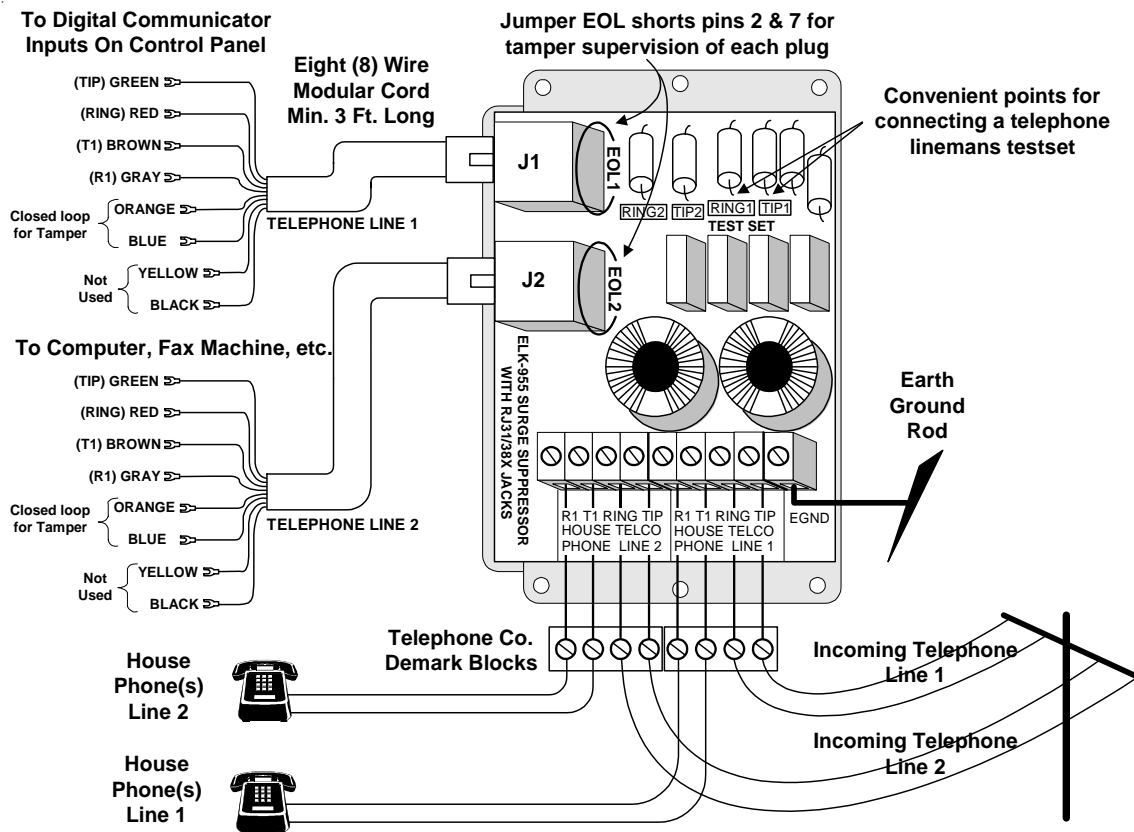 To Digital Communicator
Inputs On Control Panel
(TIP) GREEN
(RING) RED
(T1) BROWN
(R1) GRAY
Closed loop
for Tamper
ORANGE
BLUE
Not
Used
YELLOW
BLACK
Eight (8) Wire
Modular Cord
Min. 3 Ft. Long
TELEPHONE LINE 1
Jumper EOL shorts pins 2 & 7 for
tamper supervision of each plug
Convenient points for
connecting a telephone
linemans testset
J1
EOL1
RING2 TIP2 RING1 TIP1
TEST SET
J2
EOL2
To Computer, Fax Machine, etc.
(TIP) GREEN
(RING) RED
(T1) BROWN
(R1) GRAY
Closed loop
for Tamper
ORANGE
BLUE
Not
Used
YELLOW
BLACK
TELEPHONE LINE 2
ELK-955 SURGE SUPPRESSOR
WITH RJ31/38X JACKS
Earth
Ground
Rod
R1 T1 RING TIP
HOUSE TELCO
PHONE LINE 2
R1 T1 RING TIP
HOUSE TELCO
PHONE LINE 1
EGND
Telephone Co.
Demark Blocks
House
Phone(s)
Line 2
House
Phone(s)
Line 1
Incoming Telephone
Line 1
Incoming Telephone
Line 2